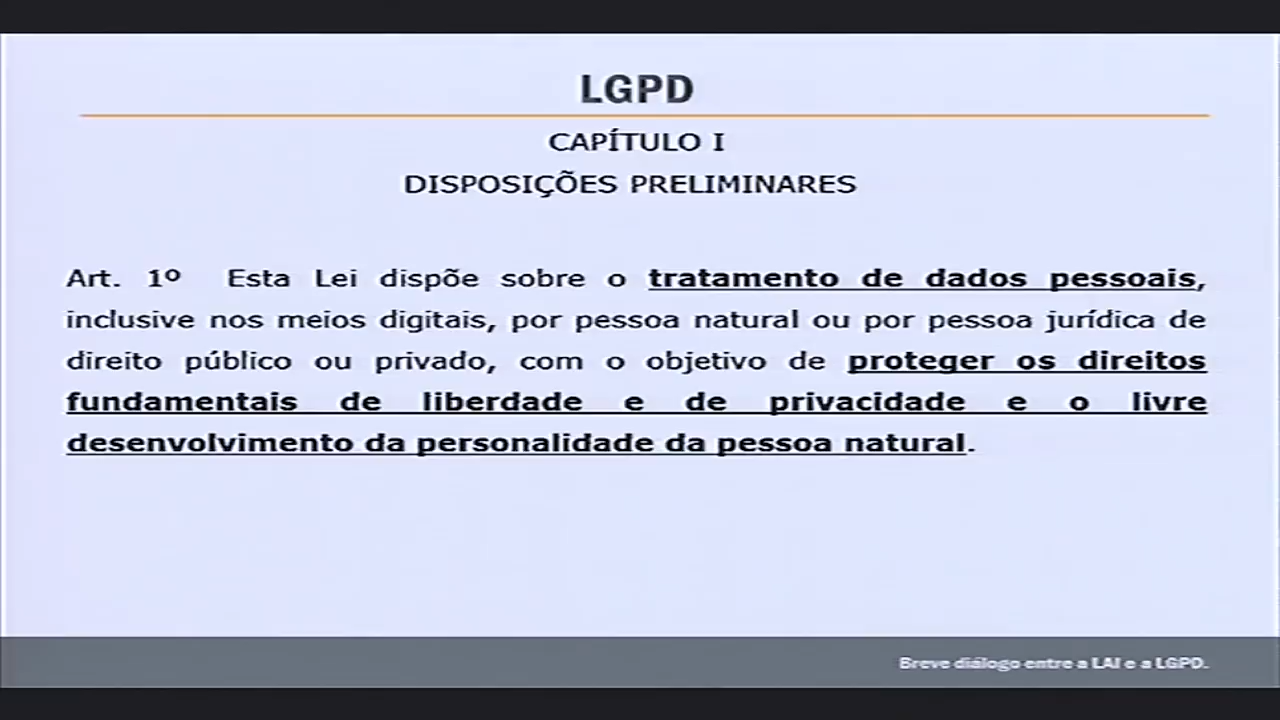 LGPD
CAPÍTULO I
DISPOSIÇÕES PRELIMINARES
Art. 1º Esta Lei dispõe sobre o tratamento de dados pessoais,
inclusive nos meios digitais, por pessoa natural ou por pessoa jurídica de
direito público ou privado, com o objetivo de proteger os direitos
fundamentais de liberdade e de privacidade e o livre
desenvolvimento da personalidade da pessoa natural.
Breve diálogo entre a LAI e a LGPD.